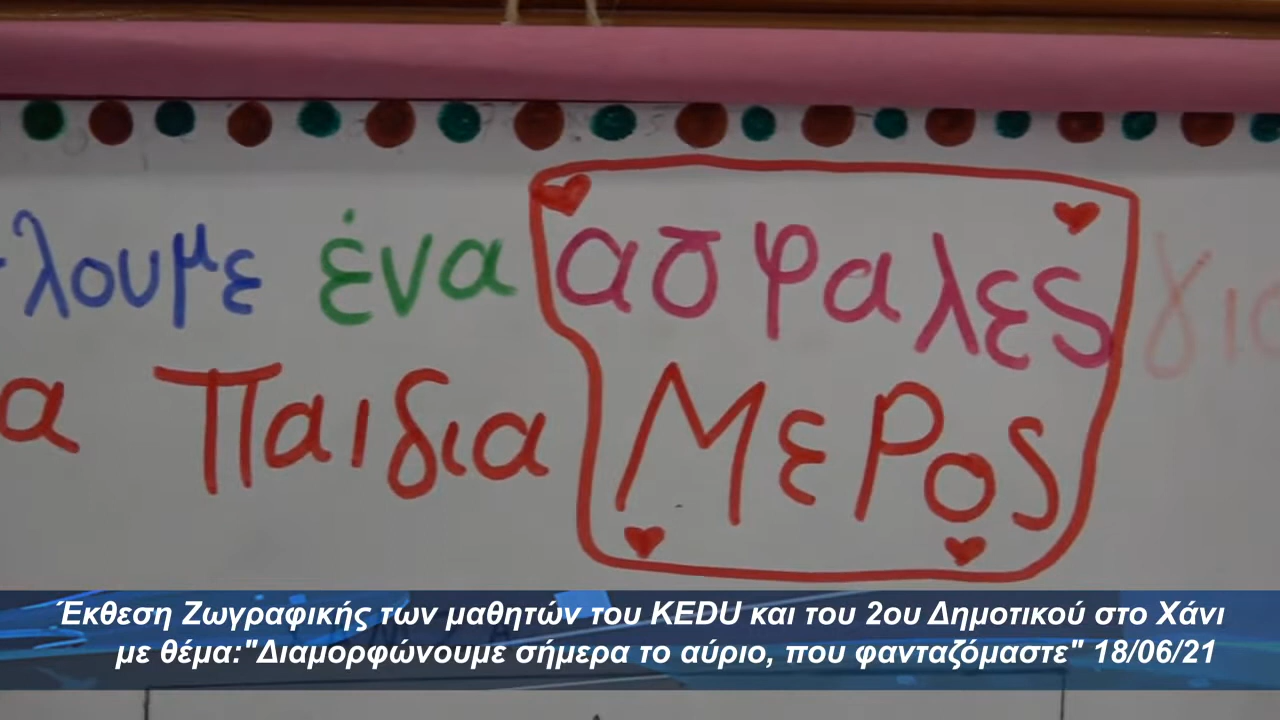 λουμε ένα ασφαλες για
α Παιδια Μερος
Έκθεση Ζωγραφικής των μαθητών του KEDU και του 2ου Δημοτικού στο Χάνι
με θέμα:"Διαμορφώνουμε σήμερα το αύριο, που φανταζόμαστε" 18/06/21